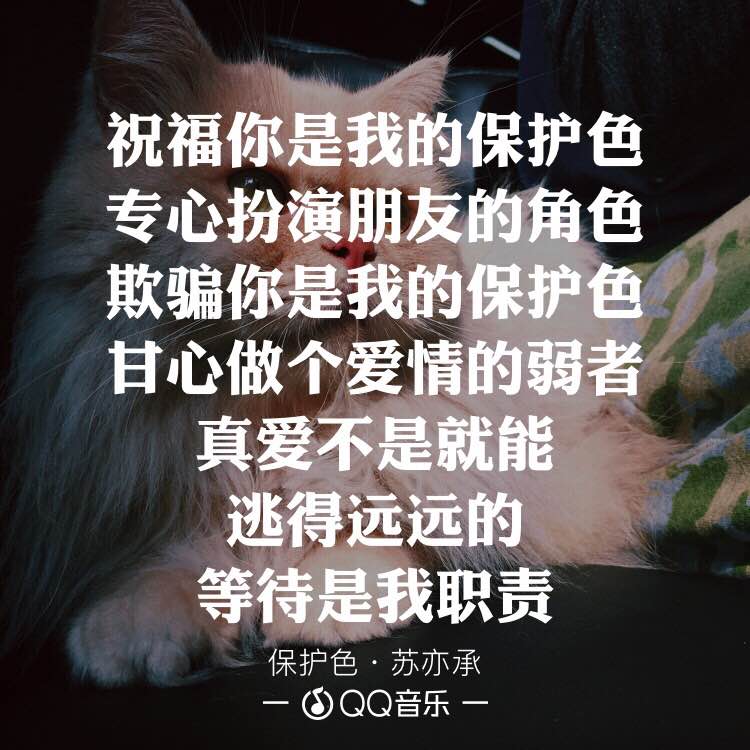 祝福你是我的保护色
专心扮演朋友的角色
欺骗你是我的保护色
甘心做个爱情的弱者
真爱不是就能
逃得远远的
等待是我职责
保护色·苏亦承
QQ音乐